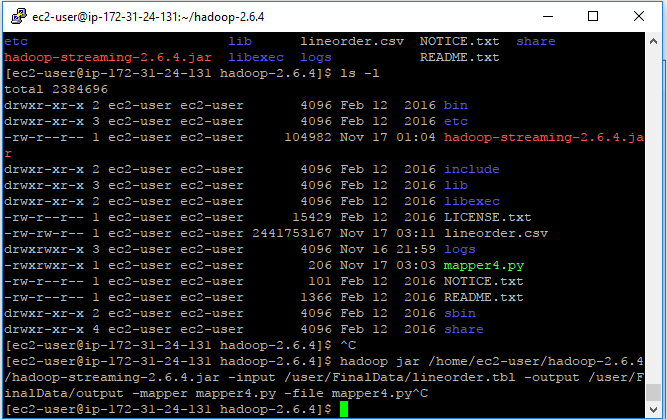 ec2-user@ip-172-31-24-131:~/hadoop-2.6.4
etc lib lineorder.csv NOTICE.txt share
hadoop-streaming-2.6.4.jar libexec logs README.txt
[ec2-user@ip-172-31-24-131 hadoop-2.6.4]$ ls -l
total 2384696
drwxr-xr-x 2 ec2-user ec2-user 4096 Feb 12 2016 bin
drwxr-xr-x 3 ec2-user ec2-user 4096 Feb 12 2016 etc
-rw-r--r-- 1 ec2-user ec2-user 104982 Nov 17 01:04 hadoop-streaming-2.6.4.ja
r
drwxr-xr-x 2 ec2-user ec2-user 4096 Feb 12 2016 include
drwxr-xr-x 3 ec2-user ec2-user 4096 Feb 12 2016 lib
drwxr-xr-x 2 ec2-user ec2-user 4096 Feb 12 2016 libexec
-rw-r--r-- 1 ec2-user ec2-user 15429 Feb 12 2016 LICENSE.txt
-rw-rw-r-- 1 ec2-user ec2-user 2441753167 Nov 17 03:11 lineorder.csv
drwxrwxr-x 3 ec2-user ec2-user 4096 Nov 16 21:59 logs
-rwxrwxr-x 1 ec2-user ec2-user 206 Nov 17 03:03 mapper4.py
-rw-r--r-- 1 ec2-user ec2-user 101 Feb 12 2016 NOTICE.txt
-rw-r--r-- 1 ec2-user ec2-user 1366 Feb 12 2016 README.txt
drwxr-xr-x 2 ec2-user ec2-user 4096 Feb 12 2016 sbin
drwxr-xr-x 4 ec2-user ec2-user 4096 Feb 12 2016 share
[ec2-user@ip-172-31-24-131 hadoop-2.6.4]$ ^C
[ec2-user@ip-172-31-24-131 hadoop-2.6.4]$ hadoop jar /home/ec2-user/hadoop-2.6.4
/hadoop-streaming-2.6.4.jar -input /user/FinalData/lineorder.tbl -output /user/F
inalData/output -mapper mapper4.py -file mapper4.py^C
[ec2-user@ip-172-31-24-131 hadoop-2.6.4]$